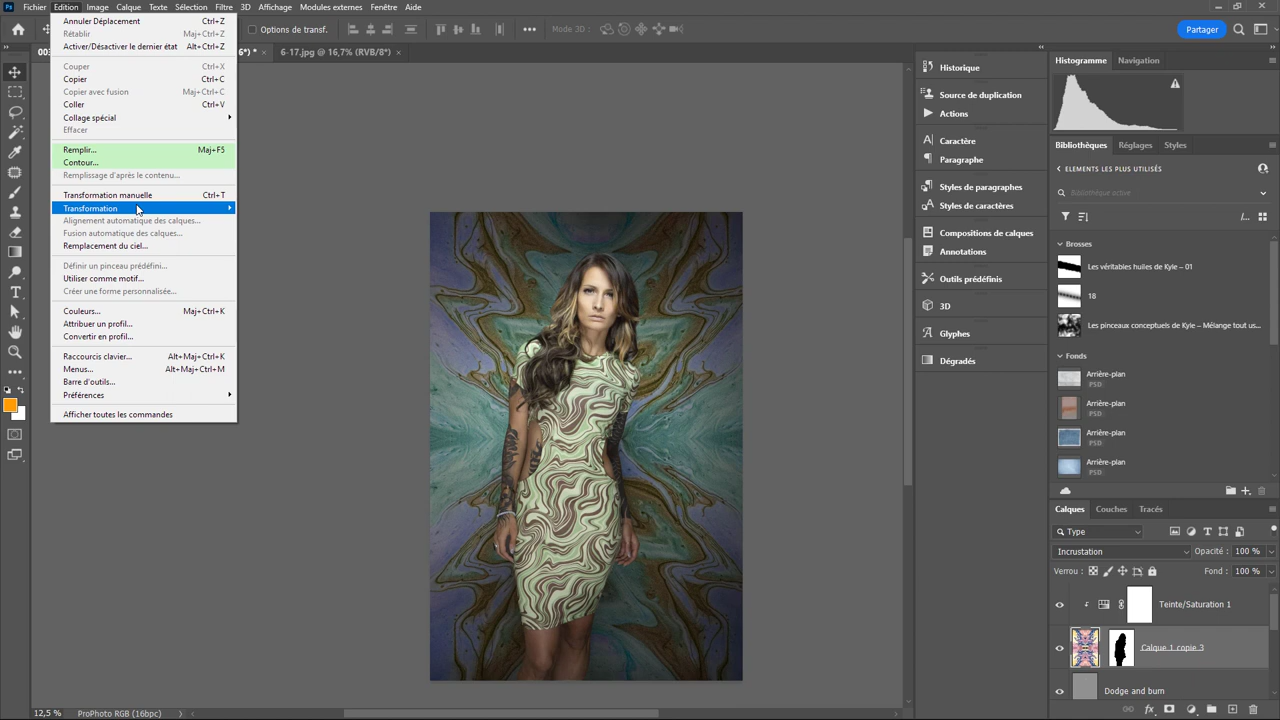 Ps Fichier Edition Image Calque Texte Sélection Filtre 3D Affichage Modules externes Fenêtre Aide
Options de transf.
Mode 3D :
Partager
6*) * ×
6-17.jpg @ 16,7% (RVB/8*) ×
Annuler Déplacement Ctrl+Z
Rétablir Maj+Ctrl+Z
Activer/Désactiver le dernier état Alt+Ctrl+Z
Couper Ctrl+X
Copier Ctrl+C
Copier avec fusion Maj+Ctrl+C
Coller Ctrl+V
Collage spécial
Effacer
Remplir... Maj+F5
Contour...
Remplissage d'après le contenu...
Transformation manuelle Ctrl+T
Transformation
Alignement automatique des calques...
Fusion automatique des calques...
Remplacement du ciel...
Définir un pinceau prédéfini...
Utiliser comme motif...
Créer une forme personnalisée...
Couleurs... Maj+Ctrl+K
Attribuer un profil...
Convertir en profil...
Raccourcis clavier... Alt+Maj+Ctrl+K
Menus... Alt+Maj+Ctrl+M
Barre d'outils...
Préférences
Afficher toutes les commandes
Historique
Source de duplication
Actions
Caractère
Paragraphe
Styles de paragraphes
Styles de caractères
Compositions de calques
Annotations
Outils prédéfinis
3D
Glyphes
Dégradés
Histogramme Navigation
Bibliothèques Réglages Styles
ELEMENTS LES PLUS UTILISÉS
Bibliothèque active
Brosses
Les véritables huiles de Kyle – 01
18
Les pinceaux conceptuels de Kyle – Mélange tout us...
Fonds
Arrière-plan
PSD
Arrière-plan
PSD
Arrière-plan
PSD
Arrière-plan
PSD
Calques Couches Tracés
Type
Incrustation Opacité : 100 %
Verrou : Fond : 100 %
Teinte/Saturation 1
Calque 1 copie 3
Dodge and burn
12,5 % ProPhoto RGB (16bpc)